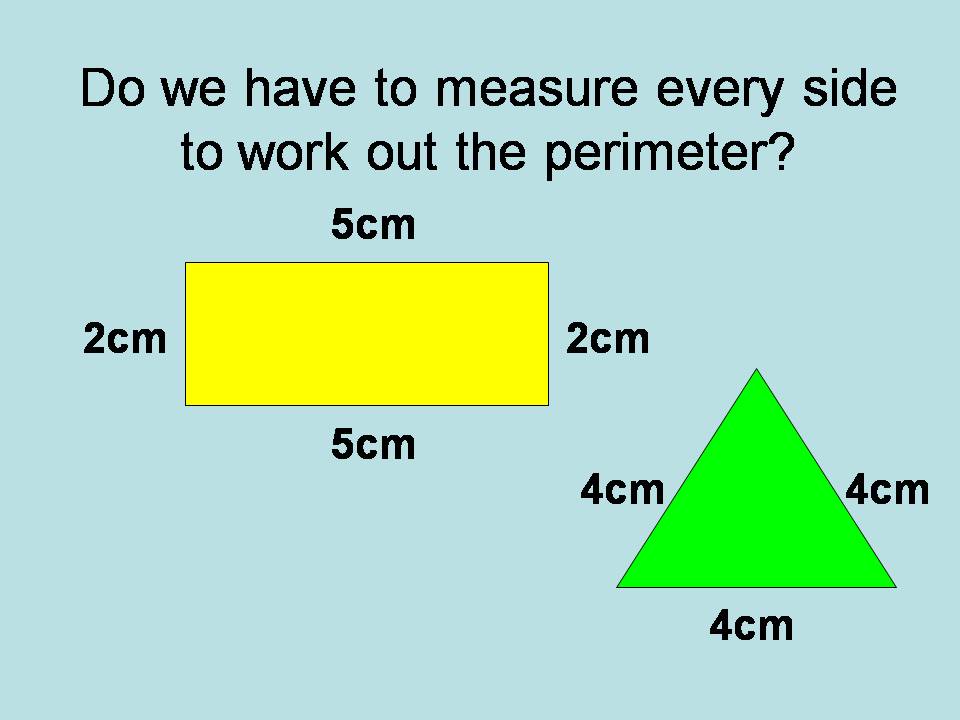 Do we have to measure every side
to work out the perimeter?
5cm
2cm
2cm
5cm
4cm
4cm
4cm